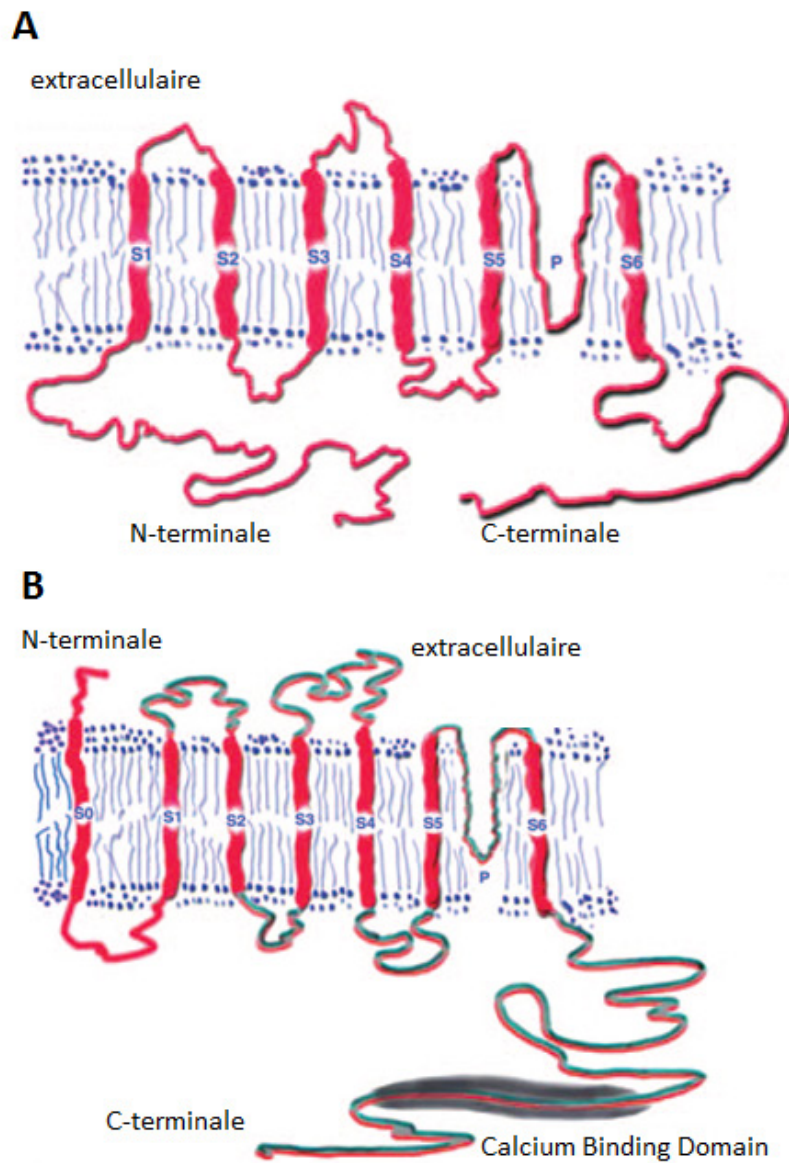 A
extracellulaire
S1 S2 S3 S4 S5 P S6
N-terminale C-terminale
B
N-terminale extracellulaire
S0 S1 S2 S3 S4 S5 S6
P
C-terminale
Calcium Binding Domain